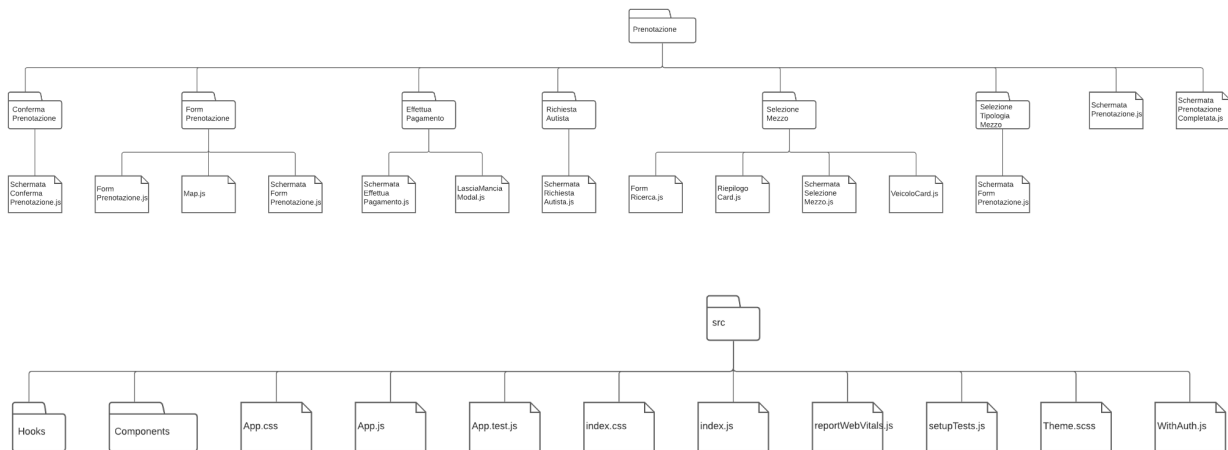 Prenotazione
Conferma
Prenotazione
Form
Prenotazione
Effettua
Pagamento
Richiesta
Autista
Selezione
Mezzo
Selezione
Tipologia
Mezzo
Schermata
Prenotazione.js
Schermata
Prenotazione
Completata.js
Schermata
Conferma
Prenotazione.js
Form
Prenotazione.js
Map.js
Schermata
Form
Prenotazione.js
Schermata
Effettua
Pagamento.js
LasciaMancia
Modal.js
Schermata
Richiesta
Autista.js
Form
Ricerca.js
Riepilogo
Card.js
Schermata
Selezione
Mezzo.js
VeicoloCard.js
Schermata
Form
Prenotazione.js
src
Hooks
Components
App.css
App.js
App.test.js
index.css
index.js
reportWebVitals.js
setupTests.js
Theme.scss
WithAuth.js